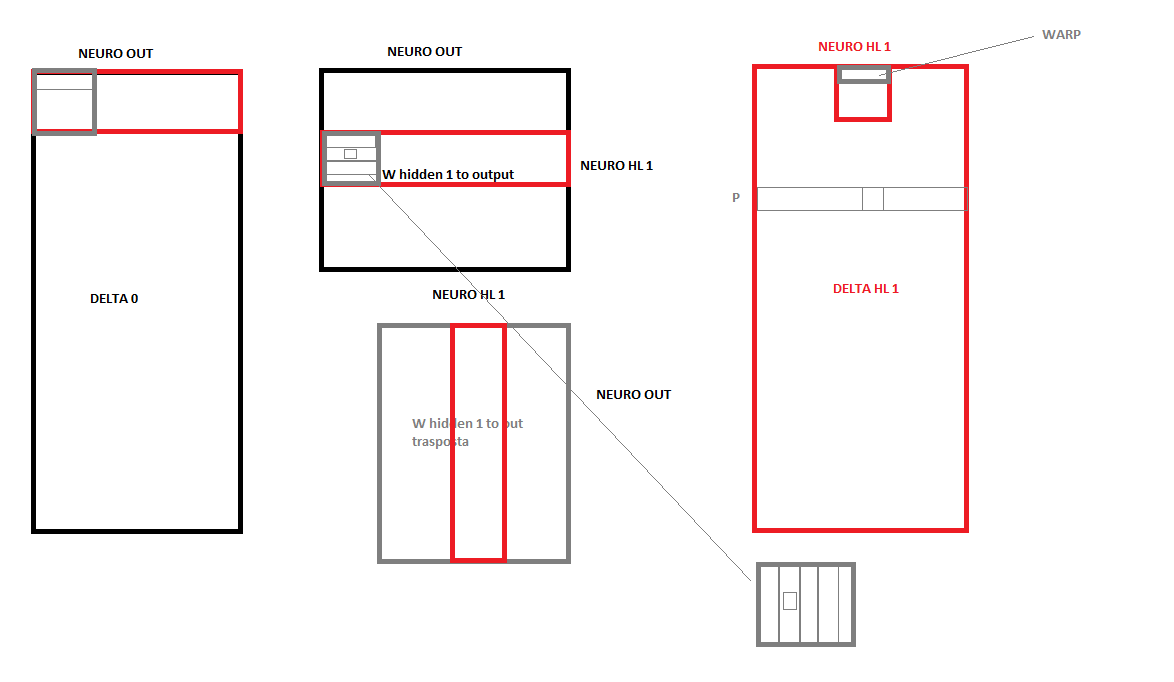 NEURO OUT
NEURO OUT
NEURO HL 1
WARP
W hidden 1 to output
NEURO HL 1
P
DELTA 0
NEURO HL 1
DELTA HL 1
NEURO OUT
W hidden 1 to out
trasposta